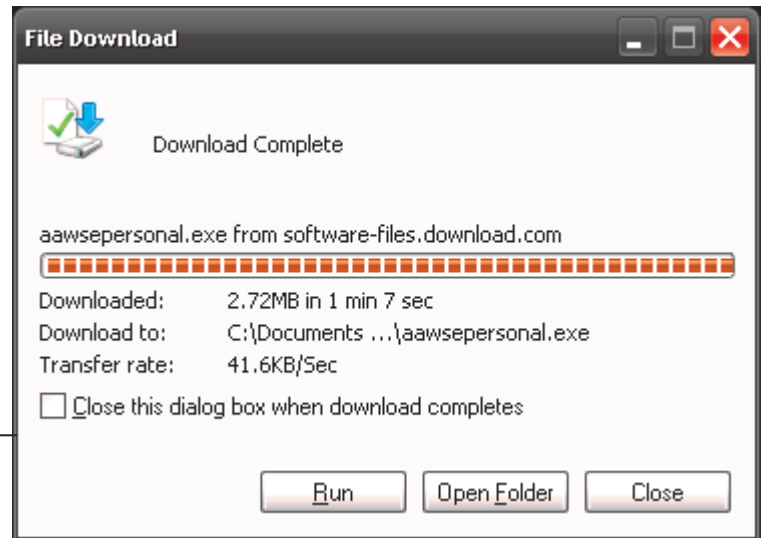 File Download
Download Complete
aawsepersonal.exe from software-files.download.com
Downloaded: 2.72MB in 1 min 7 sec
Download to: C:\Documents ...\aawsepersonal.exe
Transfer rate: 41.6KB/Sec
Close this dialog box when download completes
Run Open Folder Close